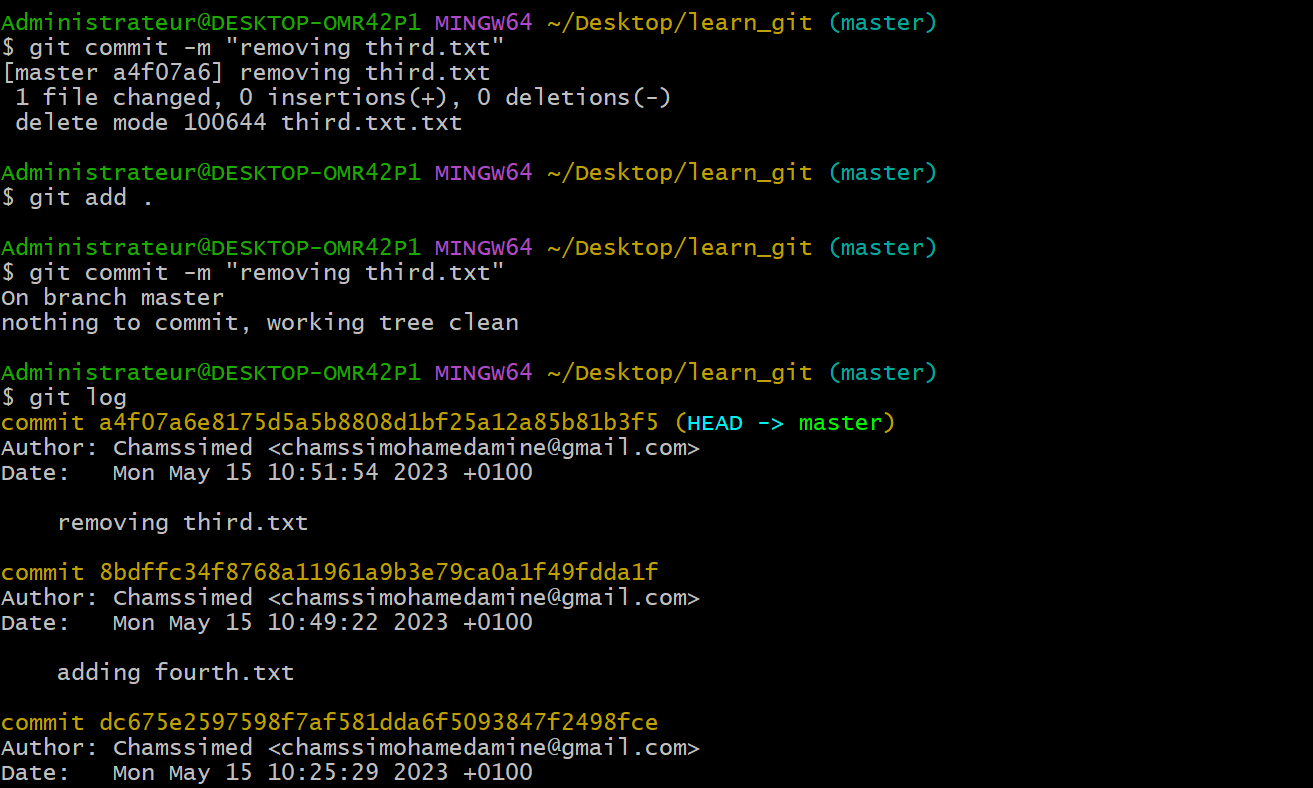 Administrateur@DESKTOP-OMR42P1 MINGW64 ~/Desktop/learn_git (master)
$ git commit -m "removing third.txt"
[master a4f07a6] removing third.txt
 1 file changed, 0 insertions(+), 0 deletions(-)
 delete mode 100644 third.txt.txt

Administrateur@DESKTOP-OMR42P1 MINGW64 ~/Desktop/learn_git (master)
$ git add .

Administrateur@DESKTOP-OMR42P1 MINGW64 ~/Desktop/learn_git (master)
$ git commit -m "removing third.txt"
On branch master
nothing to commit, working tree clean

Administrateur@DESKTOP-OMR42P1 MINGW64 ~/Desktop/learn_git (master)
$ git log
commit a4f07a6e8175d5a5b8808d1bf25a12a85b81b3f5 (HEAD -> master)
Author: Chamssimed <chamssimohamedamine@gmail.com>
Date:   Mon May 15 10:51:54 2023 +0100

    removing third.txt

commit 8bdffc34f8768a11961a9b3e79ca0a1f49fdda1f
Author: Chamssimed <chamssimohamedamine@gmail.com>
Date:   Mon May 15 10:49:22 2023 +0100

    adding fourth.txt

commit dc675e2597598f7af581dda6f5093847f2498fce
Author: Chamssimed <chamssimohamedamine@gmail.com>
Date:   Mon May 15 10:25:29 2023 +0100